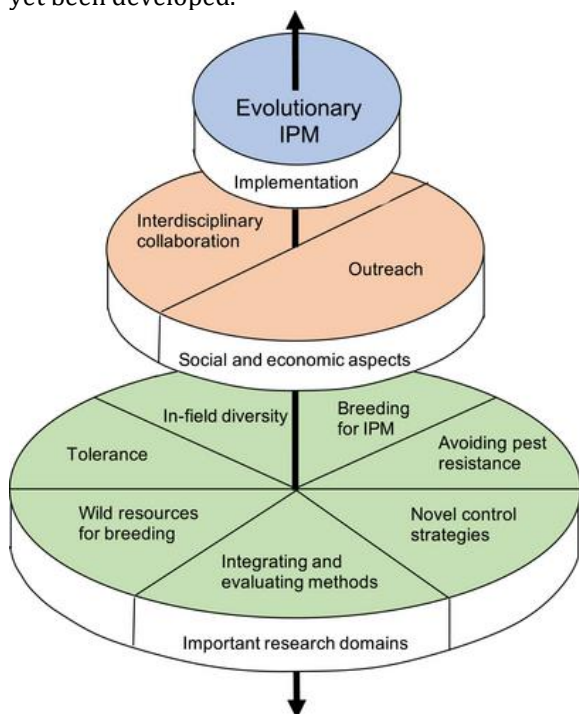 yet been developed.
Evolutionary
IPM
Implementation
Interdisciplinary
collaboration
Outreach
Social and economic aspects
In-field diversity
Breeding
for IPM
Tolerance
Avoiding pest
resistance
Wild resources
for breeding
Novel control
strategies
Integrating and
evaluating methods
Important research domains